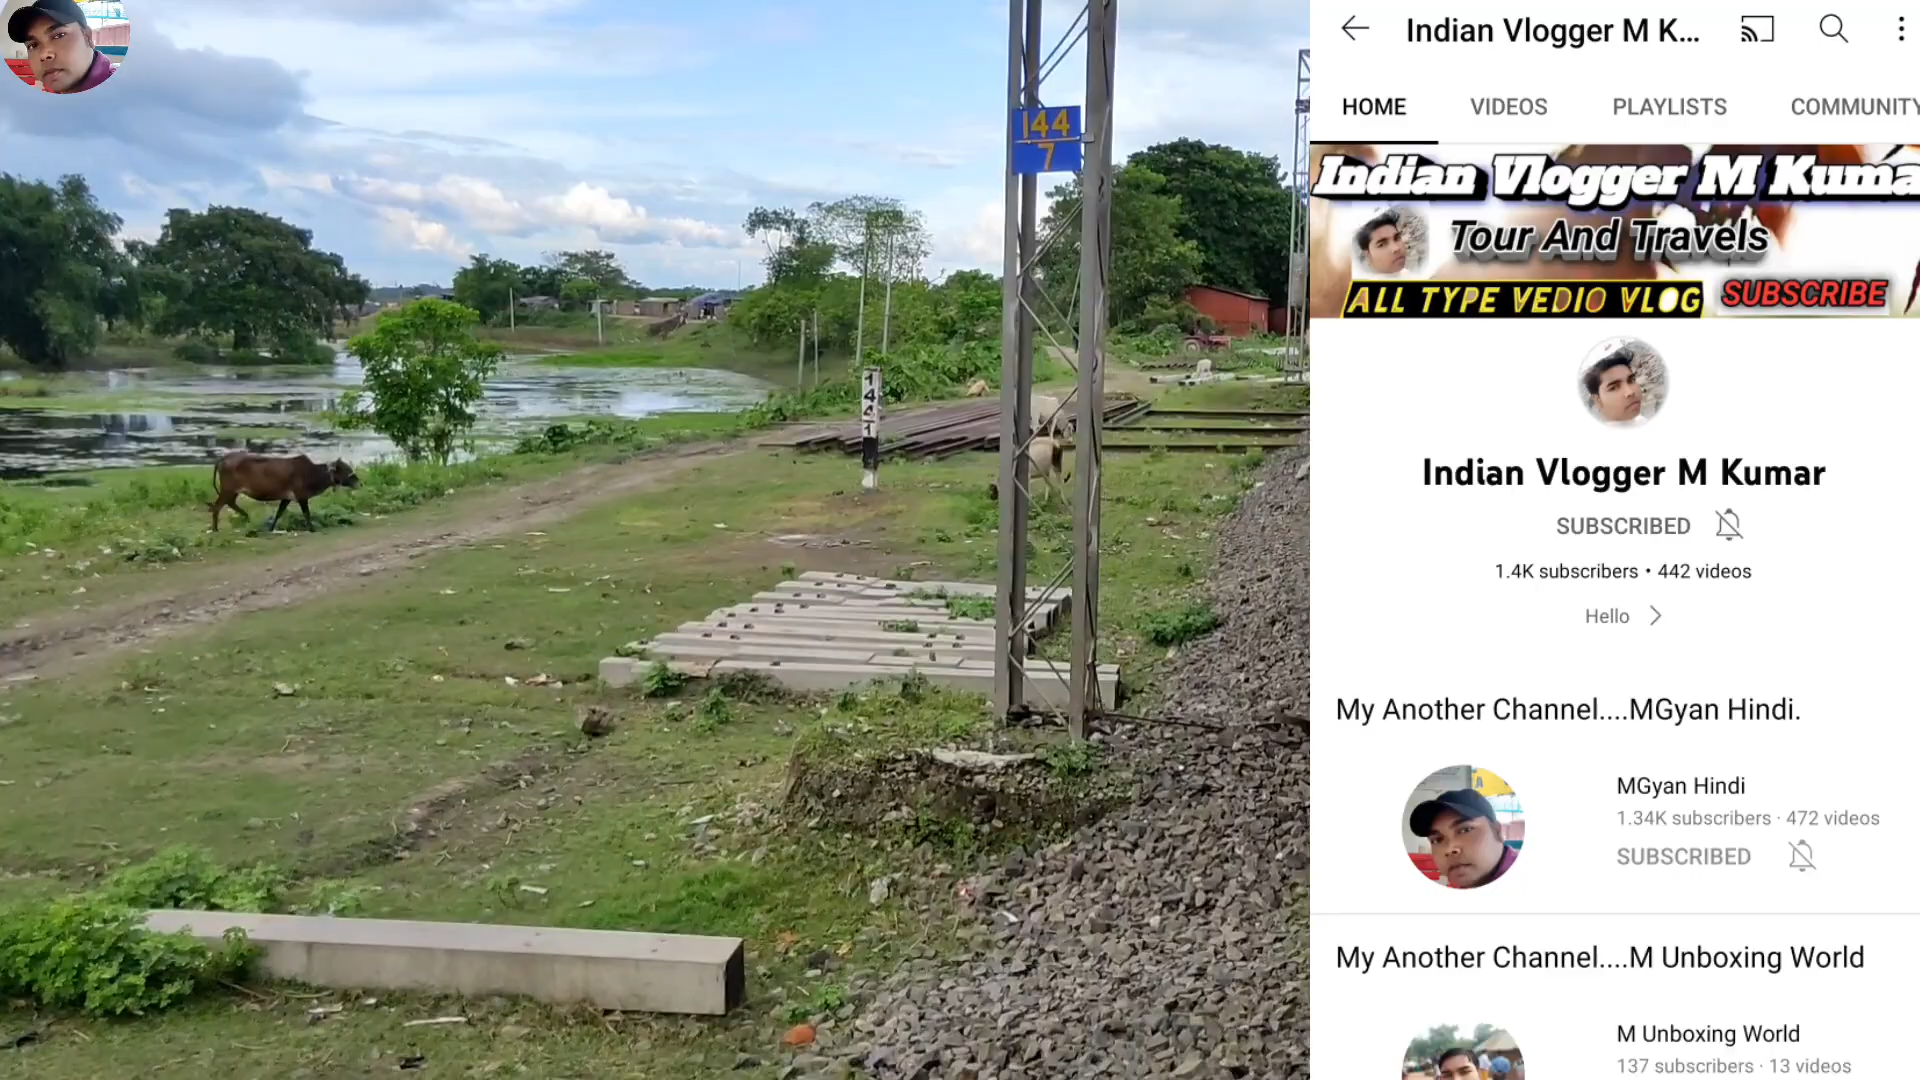 144
7
144
1
Indian Vlogger M K...
HOME VIDEOS PLAYLISTS COMMUNITY
Indian Vlogger M Kuma
Tour And Travels
ALL TYPE VEDIO VLOG SUBSCRIBE
Indian Vlogger M Kumar
SUBSCRIBED
1.4K subscribers • 442 videos
Hello
My Another Channel....MGyan Hindi.
MGyan Hindi
1.34K subscribers · 472 videos
SUBSCRIBED
My Another Channel....M Unboxing World
M Unboxing World
137 subscribers · 13 videos